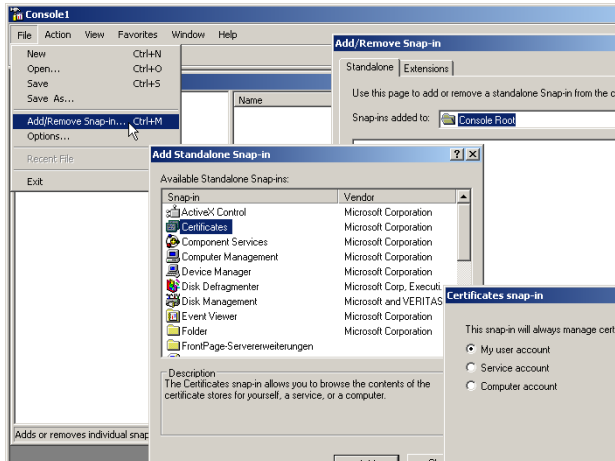 Console1
File Action View Favorites Window Help
New Ctrl+N
Open... Ctrl+O
Save Ctrl+S
Save As...
Add/Remove Snap-in... Ctrl+M
Options...
Recent File
Exit
Name
Adds or removes individual snap
Add/Remove Snap-in
Standalone Extensions
Use this page to add or remove a standalone Snap-in from the c
Snap-ins added to: Console Root
Add Standalone Snap-in
Available Standalone Snap-ins:
Snap-in Vendor
ActiveX Control Microsoft Corporation
Certificates Microsoft Corporation
Component Services Microsoft Corporation
Computer Management Microsoft Corporation
Device Manager Microsoft Corporation
Disk Defragmenter Microsoft Corp, Executi
Disk Management Microsoft and VERITAS
Event Viewer Microsoft Corporation
Folder Microsoft Corporation
FrontPage-Servererweiterungen
Description
The Certificates snap-in allows you to browse the contents of the
certificate stores for yourself, a service, or a computer.
Certificates snap-in
This snap-in will always manage cert
My user account
Service account
Computer account